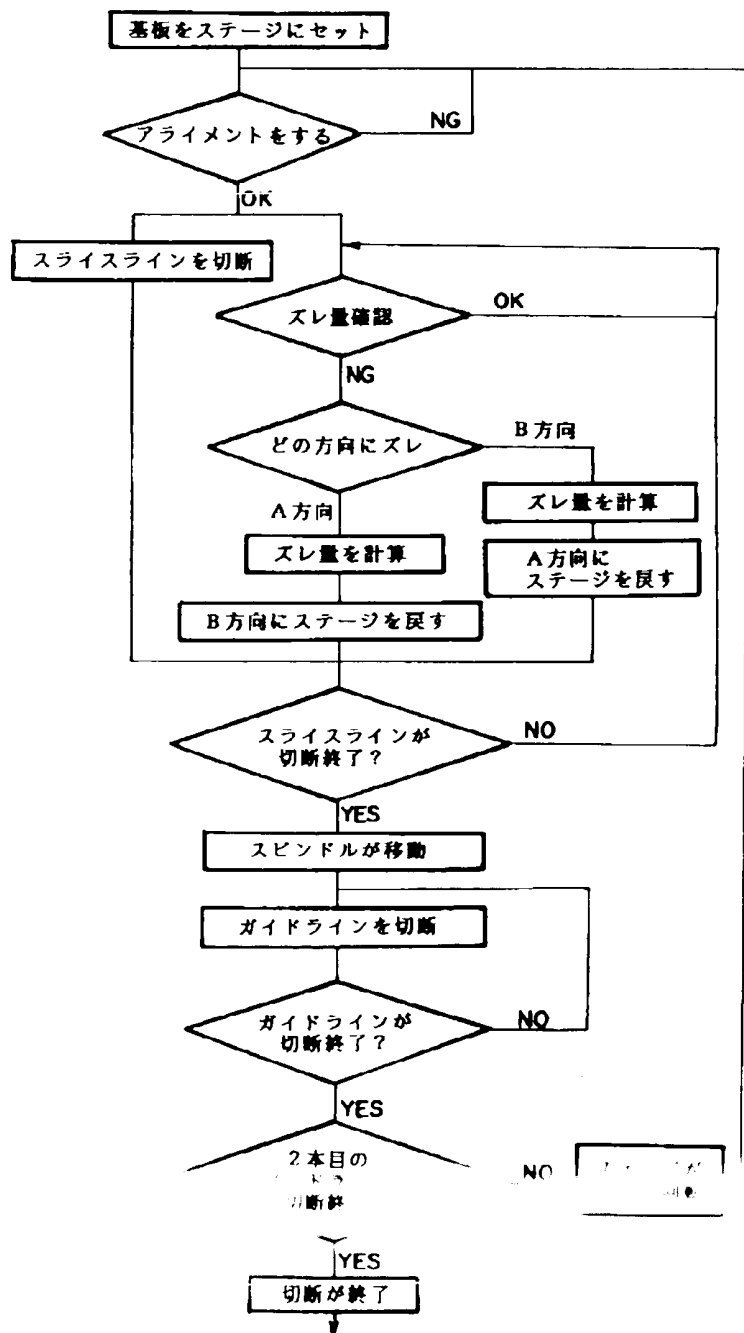 基板をステージにセット
アライメントをする
NG
OK
スライスラインを切断
ズレ量確認
OK
NG
どの方向にズレ
B方向
A方向
ズレ量を計算
ズレ量を計算
A方向に
ステージを戻す
B方向にステージを戻す
スライスラインが
切断終了?
NO
YES
スピンドルが移動
ガイドラインを切断
ガイドラインが
切断終了?
NO
YES
2本目の
切断終
NO
YES
切断が終了